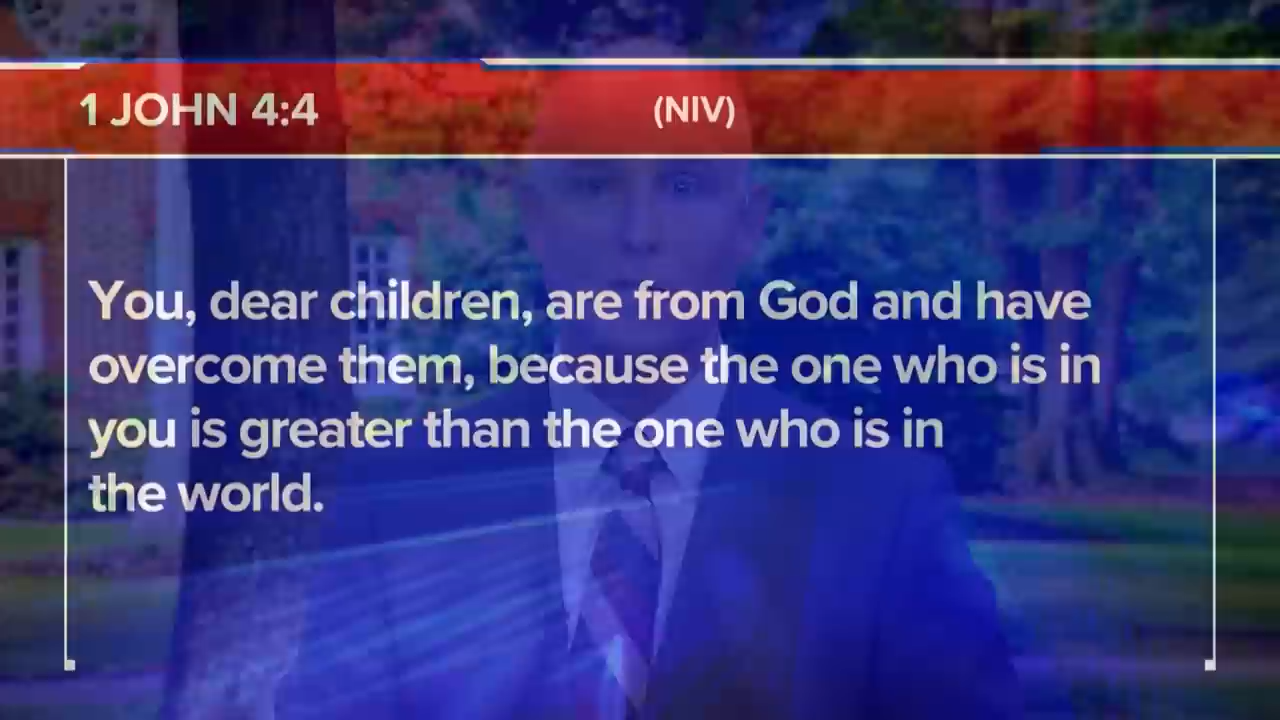 1 JOHN 4:4 (NIV)
You, dear children, are from God and have
overcome them, because the one who is in
you is greater than the one who is in
the world.